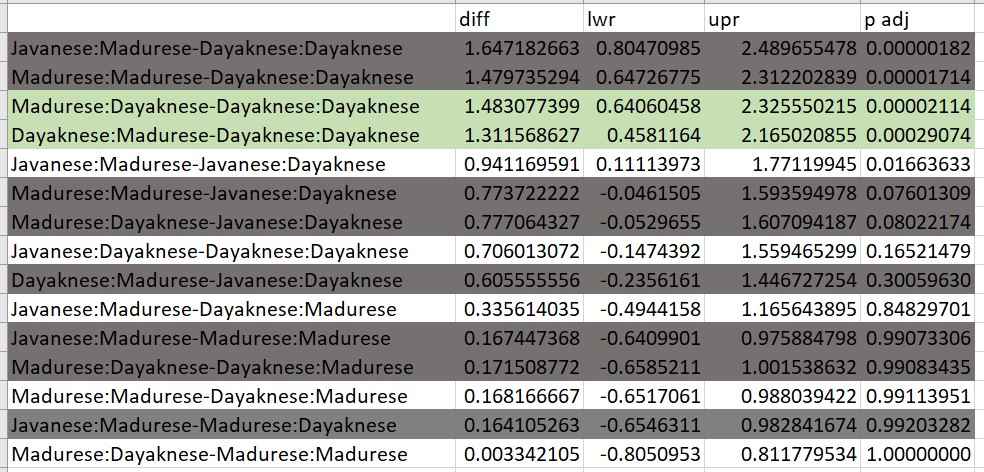 diff lwr upr p adj
Javanese:Madurese-Dayaknese:Dayaknese 1.647182663 0.80470985 2.489655478 0.00000182
Madurese:Madurese-Dayaknese:Dayaknese 1.479735294 0.64726775 2.312202839 0.00001714
Madurese:Dayaknese-Dayaknese:Dayaknese 1.483077399 0.64060458 2.325550215 0.00002114
Dayaknese:Madurese-Dayaknese:Dayaknese 1.311568627 0.4581164 2.165020855 0.00029074
Javanese:Madurese-Javanese:Dayaknese 0.941169591 0.11113973 1.77119945 0.01663633
Madurese:Madurese-Javanese:Dayaknese 0.773722222 -0.0461505 1.593594978 0.07601309
Madurese:Dayaknese-Javanese:Dayaknese 0.777064327 -0.0529655 1.607094187 0.08022174
Javanese:Dayaknese-Dayaknese:Dayaknese 0.706013072 -0.1474392 1.559465299 0.16521479
Dayaknese:Madurese-Javanese:Dayaknese 0.605555556 -0.2356161 1.446727254 0.30059630
Javanese:Madurese-Dayaknese:Madurese 0.335614035 -0.4944158 1.165643895 0.84829701
Javanese:Madurese-Madurese:Madurese 0.167447368 -0.6409901 0.975884798 0.99073306
Madurese:Dayaknese-Dayaknese:Madurese 0.171508772 -0.6585211 1.001538632 0.99083435
Madurese:Madurese-Dayaknese:Madurese 0.168166667 -0.6517061 0.988039422 0.99113951
Javanese:Madurese-Madurese:Dayaknese 0.164105263 -0.6546311 0.982841674 0.99203282
Madurese:Dayaknese-Madurese:Madurese 0.003342105 -0.8050953 0.811779534 1.00000000